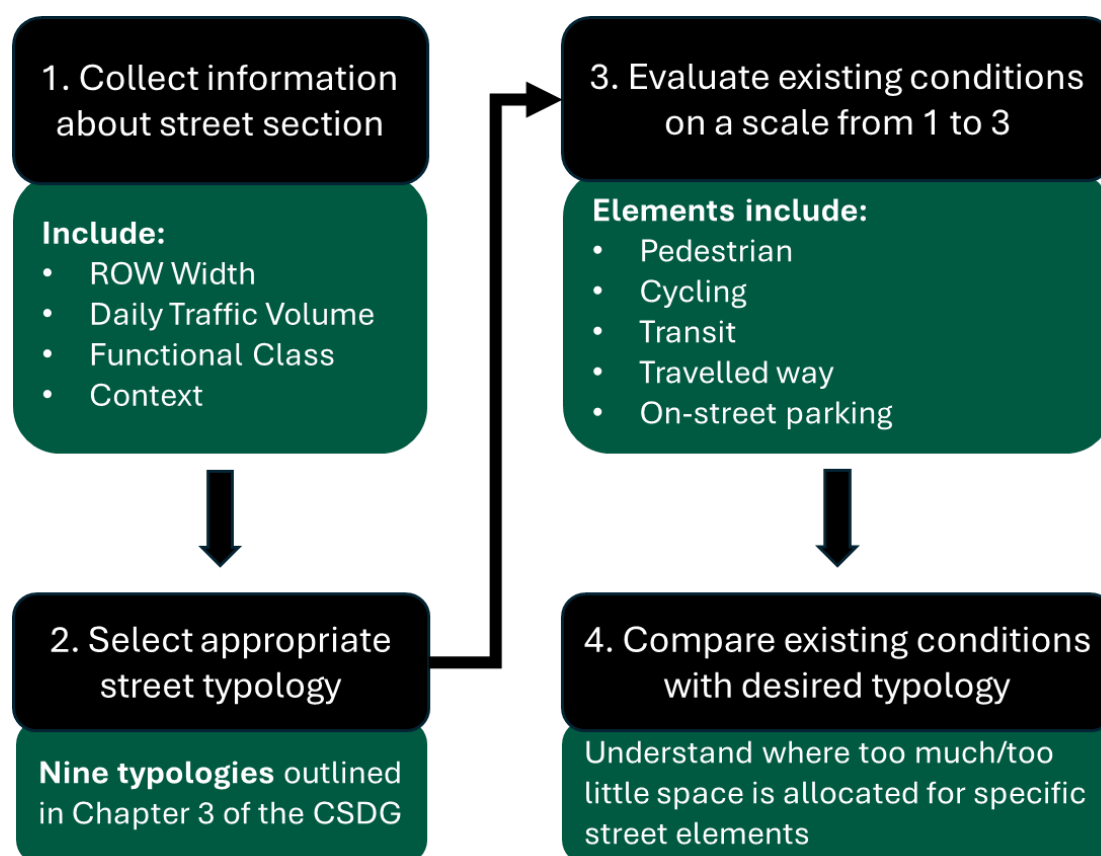 1. Collect information
about street section
Include:
• ROW Width
• Daily Traffic Volume
• Functional Class
• Context
2. Select appropriate
street typology
Nine typologies outlined
in Chapter 3 of the CSDG
3. Evaluate existing conditions
on a scale from 1 to 3
Elements include:
• Pedestrian
• Cycling
• Transit
• Travelled way
• On-street parking
4. Compare existing conditions
with desired typology
Understand where too much/too
little space is allocated for specific
street elements